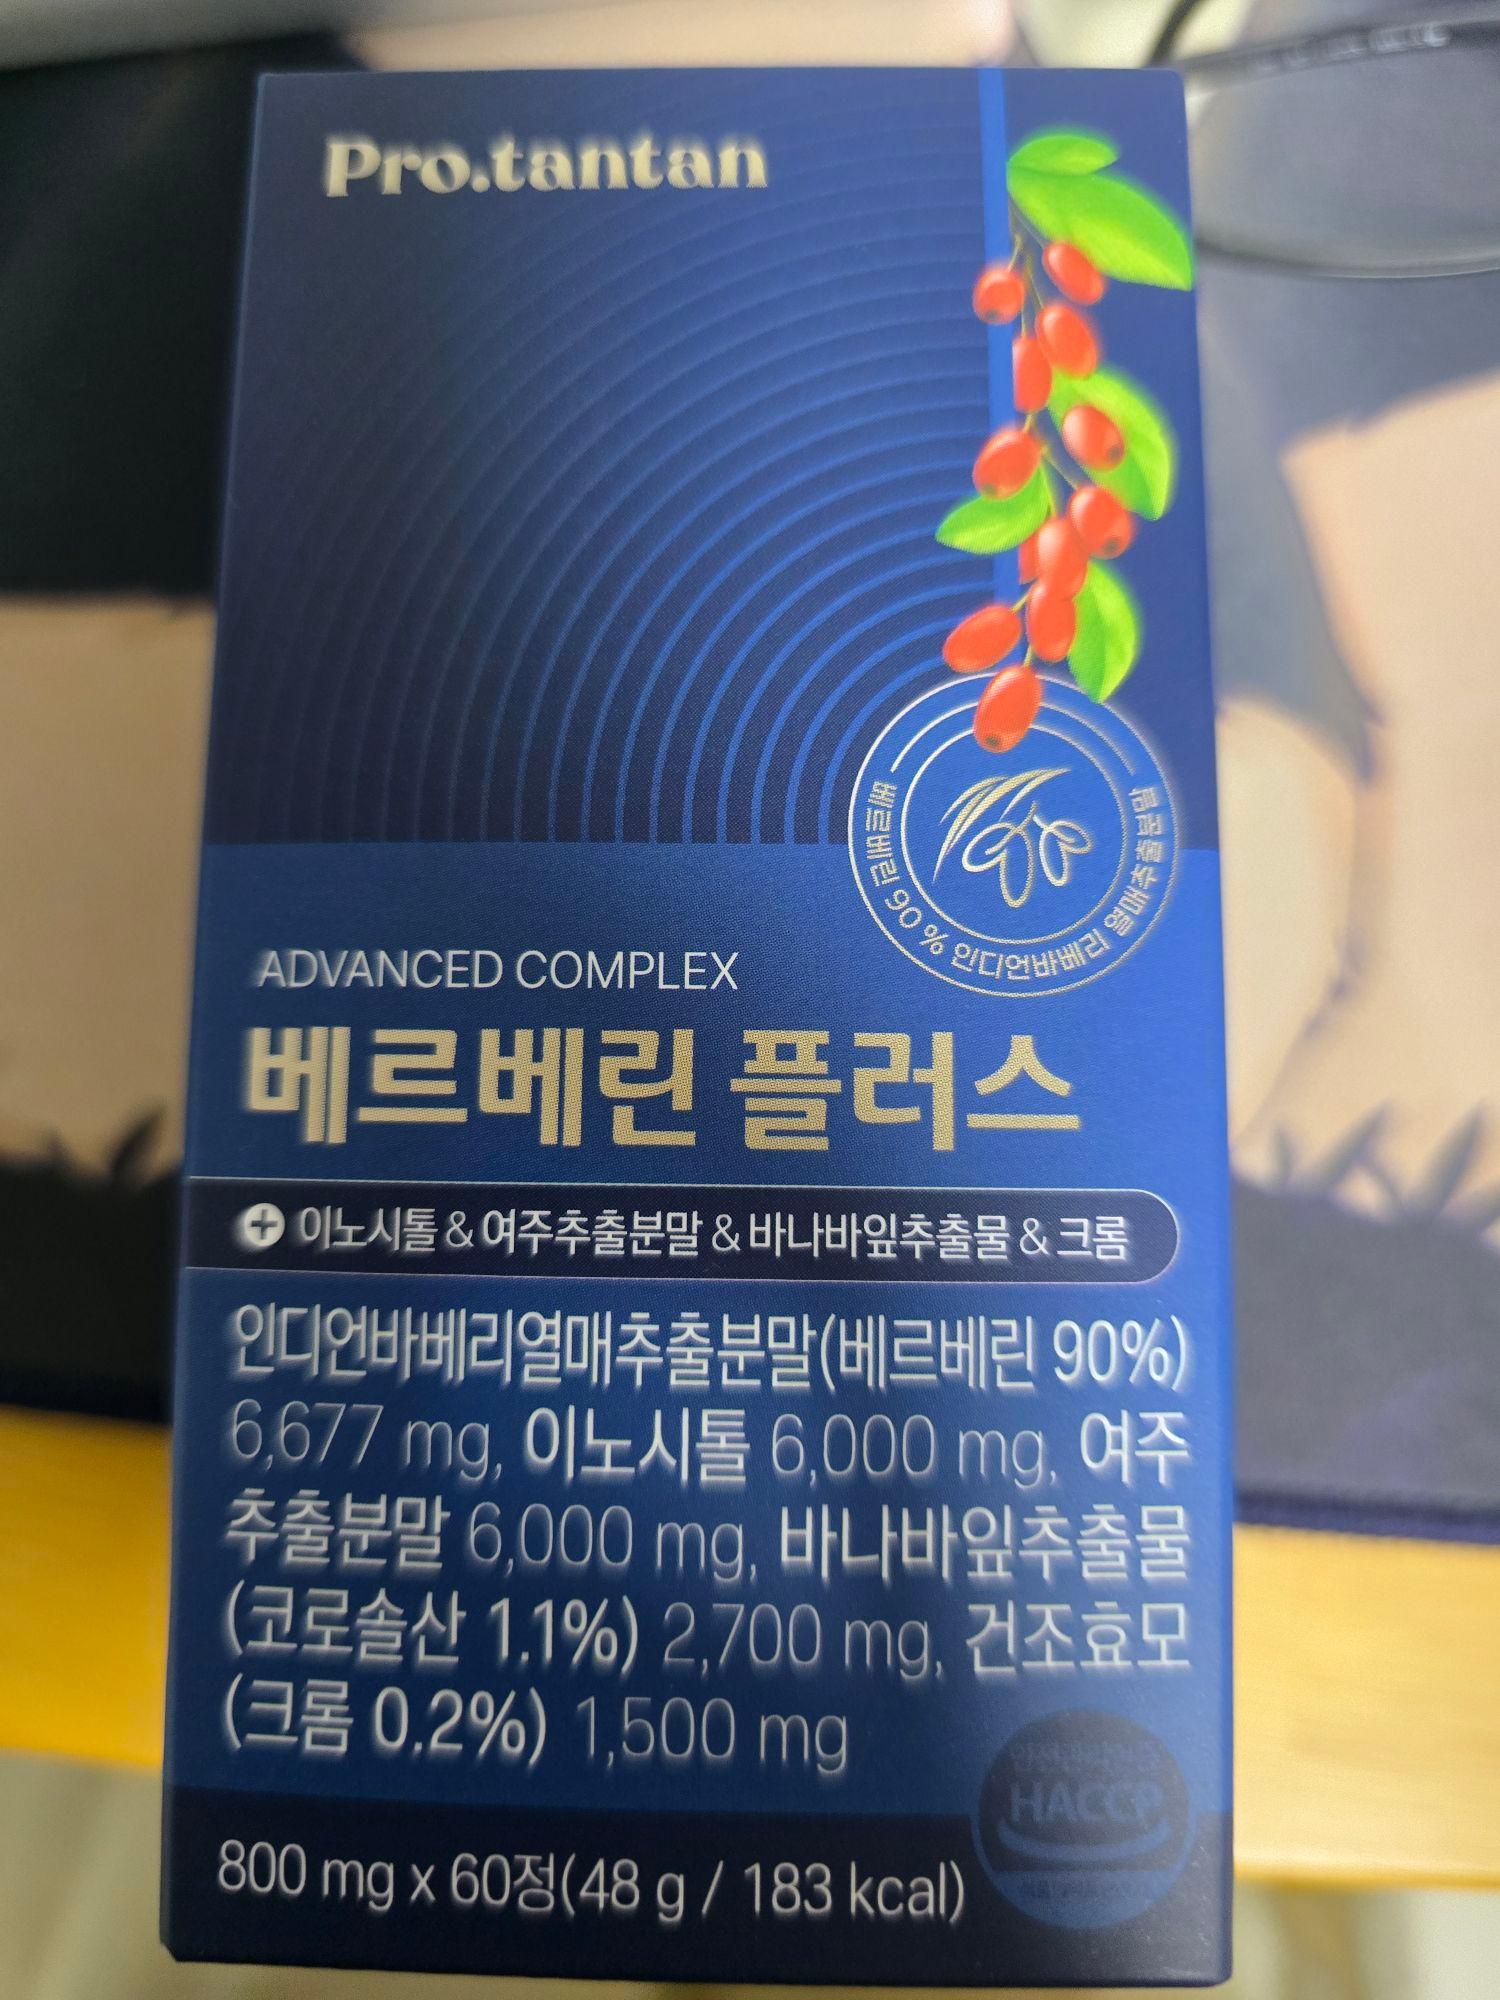 Pro.tantan
베르베린 90% 인디언바베리 열매추출분말
ADVANCED COMPLEX
베르베린 플러스
이노시톨 & 여주추출분말 & 바나바잎추출물 & 크롬
인디언바베리열매추출분말(베르베린 90%)
6,677 mg, 이노시톨 6,000 mg, 여주
추출분말 6,000 mg, 바나바잎추출물
(코로솔산 1.1%) 2,700 mg, 건조효모
(크롬 0.2%) 1,500 mg
HACCP
800 mg x 60정(48 g / 183 kcal)